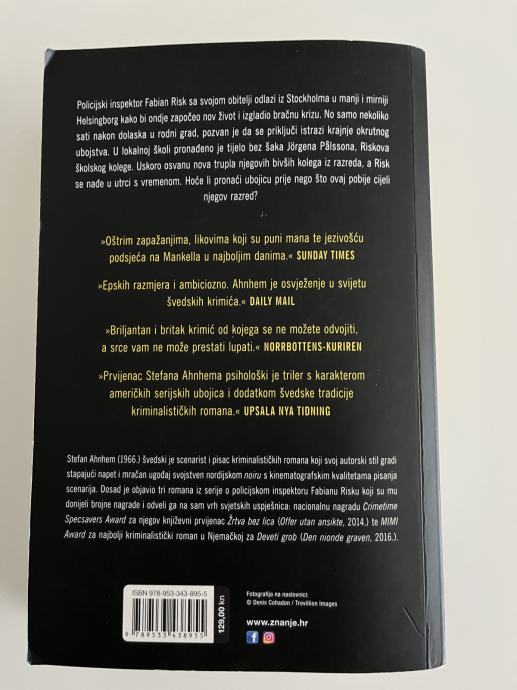 Policijski inspektor Fabian Risk sa svojom obitelji odlazi iz Stockholma u manji i mirniji
Helsingborg kako bi ondje započeo nov život i izgladio bračnu krizu. No samo nekoliko
sati nakon dolaska u rodni grad, pozvan je da se priključi istrazi krajnje okrutnog
ubojstva. U lokalnoj školi pronađeno je tijelo bez šaka Jörgena Pålssona, Riskova
školskog kolege. Uskoro osvanu nova trupla njegovih bivših kolega iz razreda, a Risk
se nađe u utrci s vremenom. Hoće li pronaći ubojicu prije nego što ovaj pobije cijeli
njegov razred?
»Oštrim zapažanjima, likovima koji su puni mana te jezivošću
podsjeća na Mankella u najboljim danima.« SUNDAY TIMES
»Epskih razmjera i ambiciozno. Ahnhem je osvježenje u svijetu
švedskih krimića.« DAILY MAIL
»Briljantan i britak krimić od kojega se ne možete odvojiti,
a srce vam ne može prestati lupati.« NORRBOTTENS-KURIREN
»Prvijenac Stefana Ahnhema psihološki je triler s karakterom
američkih serijskih ubojica i dodatkom švedske tradicije
kriminalističkih romana.« UPSALA NYA TIDNING
Stefan Ahnhem (1966.) švedski je scenarist i pisac kriminalističkih romana koji svoj autorski stil gradi
stapajući napet i mračan ugođaj svojstven nordijskom noiru s kinematografskim kvalitetama pisanja
scenarija. Dosad je objavio tri romana iz serije o policijskom inspektoru Fabianu Risku koji su mu
donijeli brojne nagrade i odveli ga na sam vrh svjetskih uspješnica: nacionalnu nagradu Crimetime
Specsavers Award za njegov književni prvijenac Žrtva bez lica (Offer utan ansikte, 2014.) te MIMI
Award za najbolji kriminalistički roman u Njemačkoj za Deveti grob (Den nionde graven, 2016.).
ISBN 978-953-343-895-5
9 789533 438955
129,00 kn
Fotografija na naslovnici:
© Denis Cohadon / Trevillion Images
www.znanje.hr